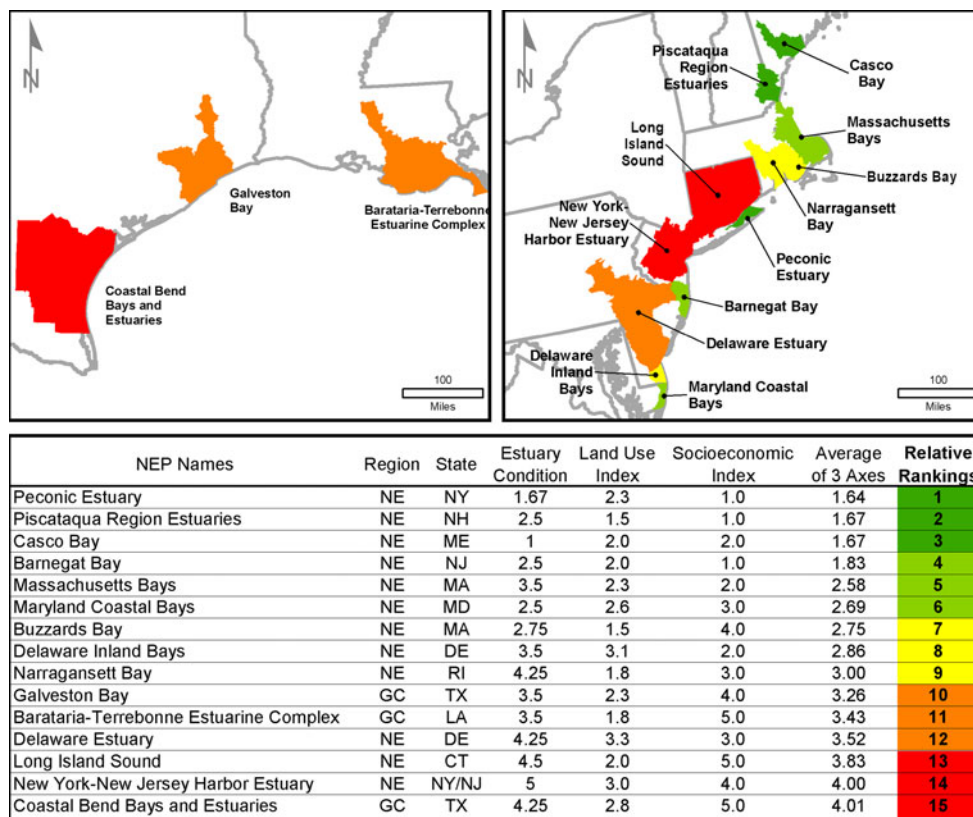 N
Galveston
Bay
Barataria-Terrebonne
Estuarine Complex
Coastal Bend
Bays and
Estuaries
100
Miles
N
Piscataqua
Region
Estuaries
Casco
Bay
Long
Island
Sound
Massachusetts
Bays
Buzzards Bay
New York-
New Jersey
Harbor Estuary
Narragansett
Bay
Peconic
Estuary
Barnegat Bay
Delaware Estuary
Delaware
Inland
Bays
Maryland Coastal
Bays
100
Miles
NEP Names Region State Estuary Condition Land Use Index Socioeconomic Index Average of 3 Axes Relative Rankings
Peconic Estuary NE NY 1.67 2.3 1.0 1.64 1
Piscataqua Region Estuaries NE NH 2.5 1.5 1.0 1.67 2
Casco Bay NE ME 1 2.0 2.0 1.67 3
Barnegat Bay NE NJ 2.5 2.0 1.0 1.83 4
Massachusetts Bays NE MA 3.5 2.3 2.0 2.58 5
Maryland Coastal Bays NE MD 2.5 2.6 3.0 2.69 6
Buzzards Bay NE MA 2.75 1.5 4.0 2.75 7
Delaware Inland Bays NE DE 3.5 3.1 2.0 2.86 8
Narragansett Bay NE RI 4.25 1.8 3.0 3.00 9
Galveston Bay GC TX 3.5 2.3 4.0 3.26 10
Barataria-Terrebonne Estuarine Complex GC LA 3.5 1.8 5.0 3.43 11
Delaware Estuary NE DE 4.25 3.3 3.0 3.52 12
Long Island Sound NE CT 4.5 2.0 5.0 3.83 13
New York-New Jersey Harbor Estuary NE NY/NJ 5 3.0 4.0 4.00 14
Coastal Bend Bays and Estuaries GC TX 4.25 2.8 5.0 4.01 15